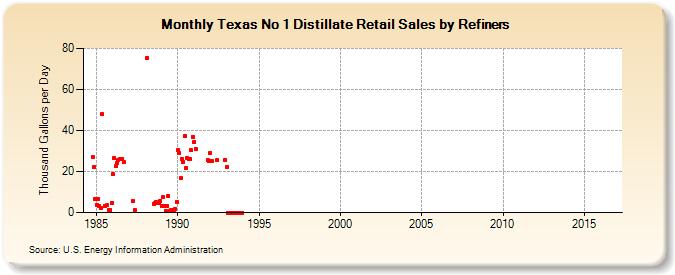 Monthly Texas No 1 Distillate Retail Sales by Refiners
Thousand Gallons per Day
80
60
40
20
0
1985 1990 1995 2000 2005 2010 2015
Source: U.S. Energy Information Administration